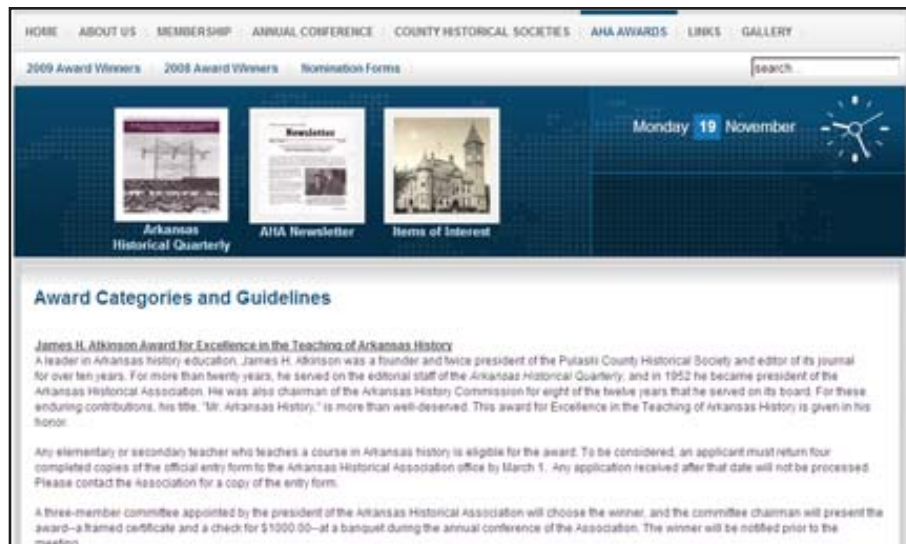 HOME ABOUT US MEMBERSHIP ANNUAL CONFERENCE COUNTY HISTORICAL SOCIETIES AHA AWARDS LINKS GALLERY
2009 Award Winners 2008 Award Winners Nomination Forms search...
Monday 19 November
Newsletter
Arkansas
Historical Quarterly
AHA Newsletter
Items of Interest
Award Categories and Guidelines
James H. Atkinson Award for Excellence in the Teaching of Arkansas History
A leader in Arkansas history education, James H. Atkinson was a founder and twice president of the Pulaski County Historical Society and editor of its journal
for over ten years. For more than twenty years, he served on the editorial staff of the Arkansas Historical Quarterly, and in 1952 he became president of the
Arkansas Historical Association. He was also chairman of the Arkansas History Commission for eight of the twelve years that he served on its board. For these
enduring contributions, his title, "Mr. Arkansas History," is more than well-deserved. This award for Excellence in the Teaching of Arkansas History is given in his
honor.
Any elementary or secondary teacher who teaches a course in Arkansas history is eligible for the award. To be considered, an applicant must return four
completed copies of the official entry form to the Arkansas Historical Association office by March 1. Any application received after that date will not be processed.
Please contact the Association for a copy of the entry form.
A three-member committee appointed by the president of the Arkansas Historical Association will choose the winner, and the committee chairman will present the
award--a framed certificate and a check for $1000.00--at a banquet during the annual conference of the Association. The winner will be notified prior to the
meeting.